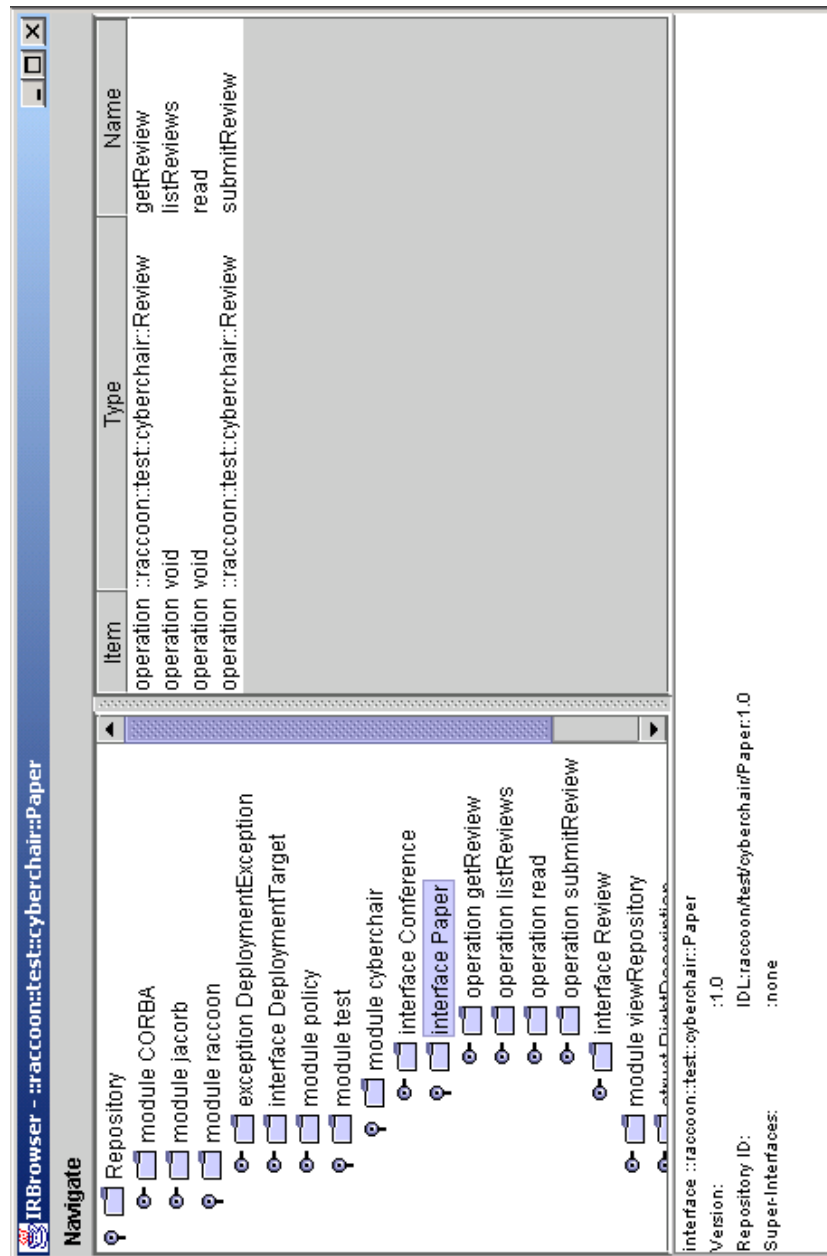 IRBrowser - ::raccoon::test::cyberchair::Paper
Navigate
Repository
module CORBA
module jacorb
module raccoon
exception DeploymentException
interface DeploymentTarget
module policy
module test
module cyberchair
interface Conference
interface Paper
operation getReview
operation listReviews
operation read
operation submitReview
interface Review
module viewRepository
struct RightDescription
Item Type Name
operation ::raccoon::test::cyberchair::Review getReview
operation void listReviews
operation void read
operation ::raccoon::test::cyberchair::Review submitReview
interface ::raccoon::test::cyberchair::Paper
Version: :1.0
Repository ID: IDL:raccoon/test/cyberchair/Paper:1.0
Super-Interfaces: :none